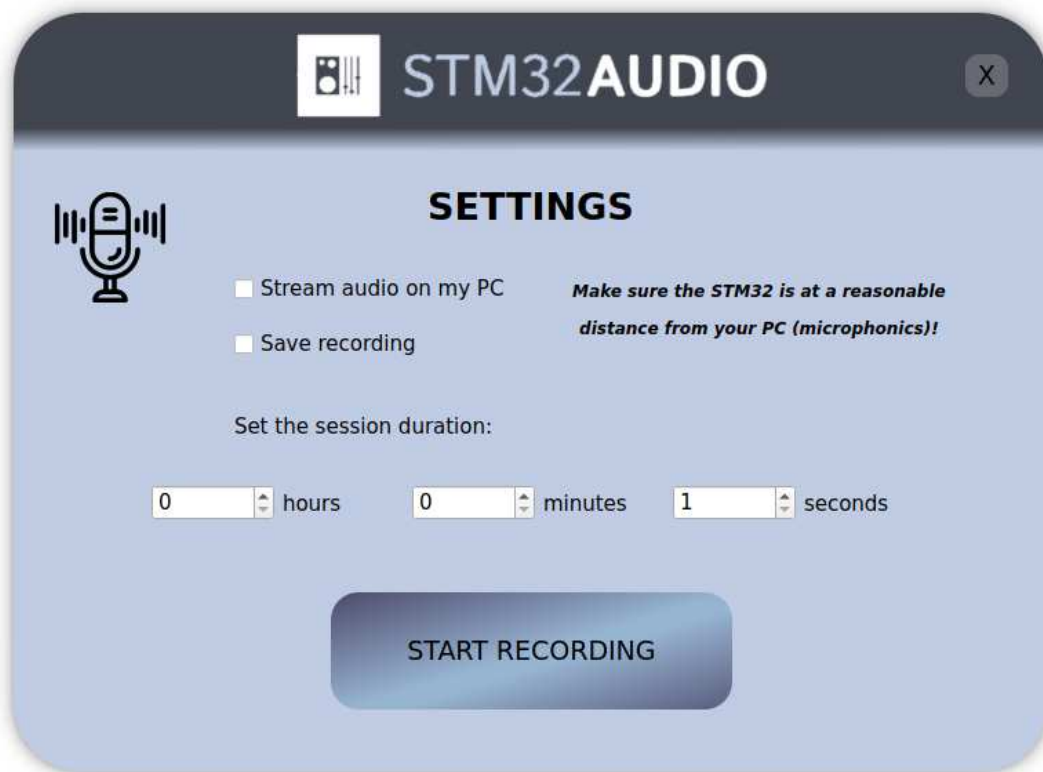 STM32AUDIO
X
SETTINGS
Stream audio on my PC
Make sure the STM32 is at a reasonable
distance from your PC (microphonics)!
Save recording
Set the session duration:
0 hours 0 minutes 1 seconds
START RECORDING